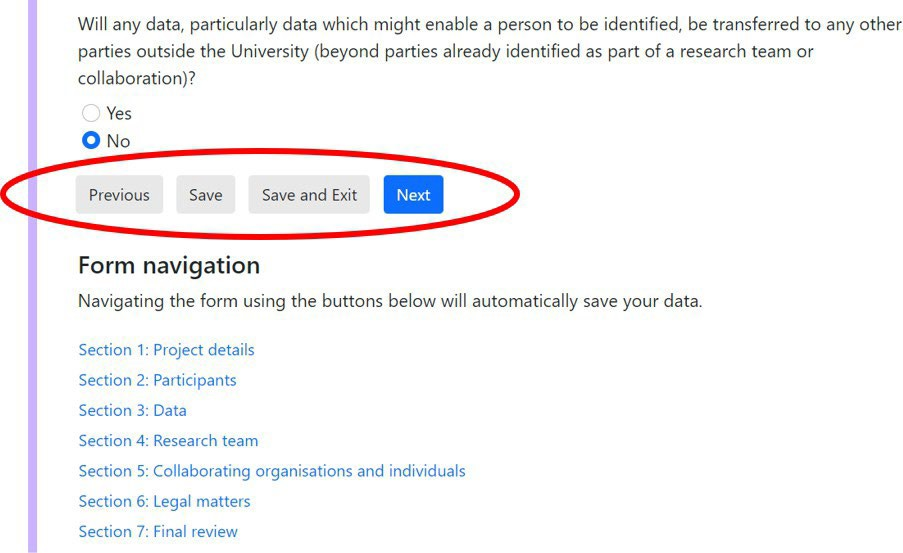 Will any data, particularly data which might enable a person to be identified, be transferred to any other
parties outside the University (beyond parties already identified as part of a research team or
collaboration)?
Yes
No
Previous Save Save and Exit Next
Form navigation
Navigating the form using the buttons below will automatically save your data.
Section 1: Project details
Section 2: Participants
Section 3: Data
Section 4: Research team
Section 5: Collaborating organisations and individuals
Section 6: Legal matters
Section 7: Final review